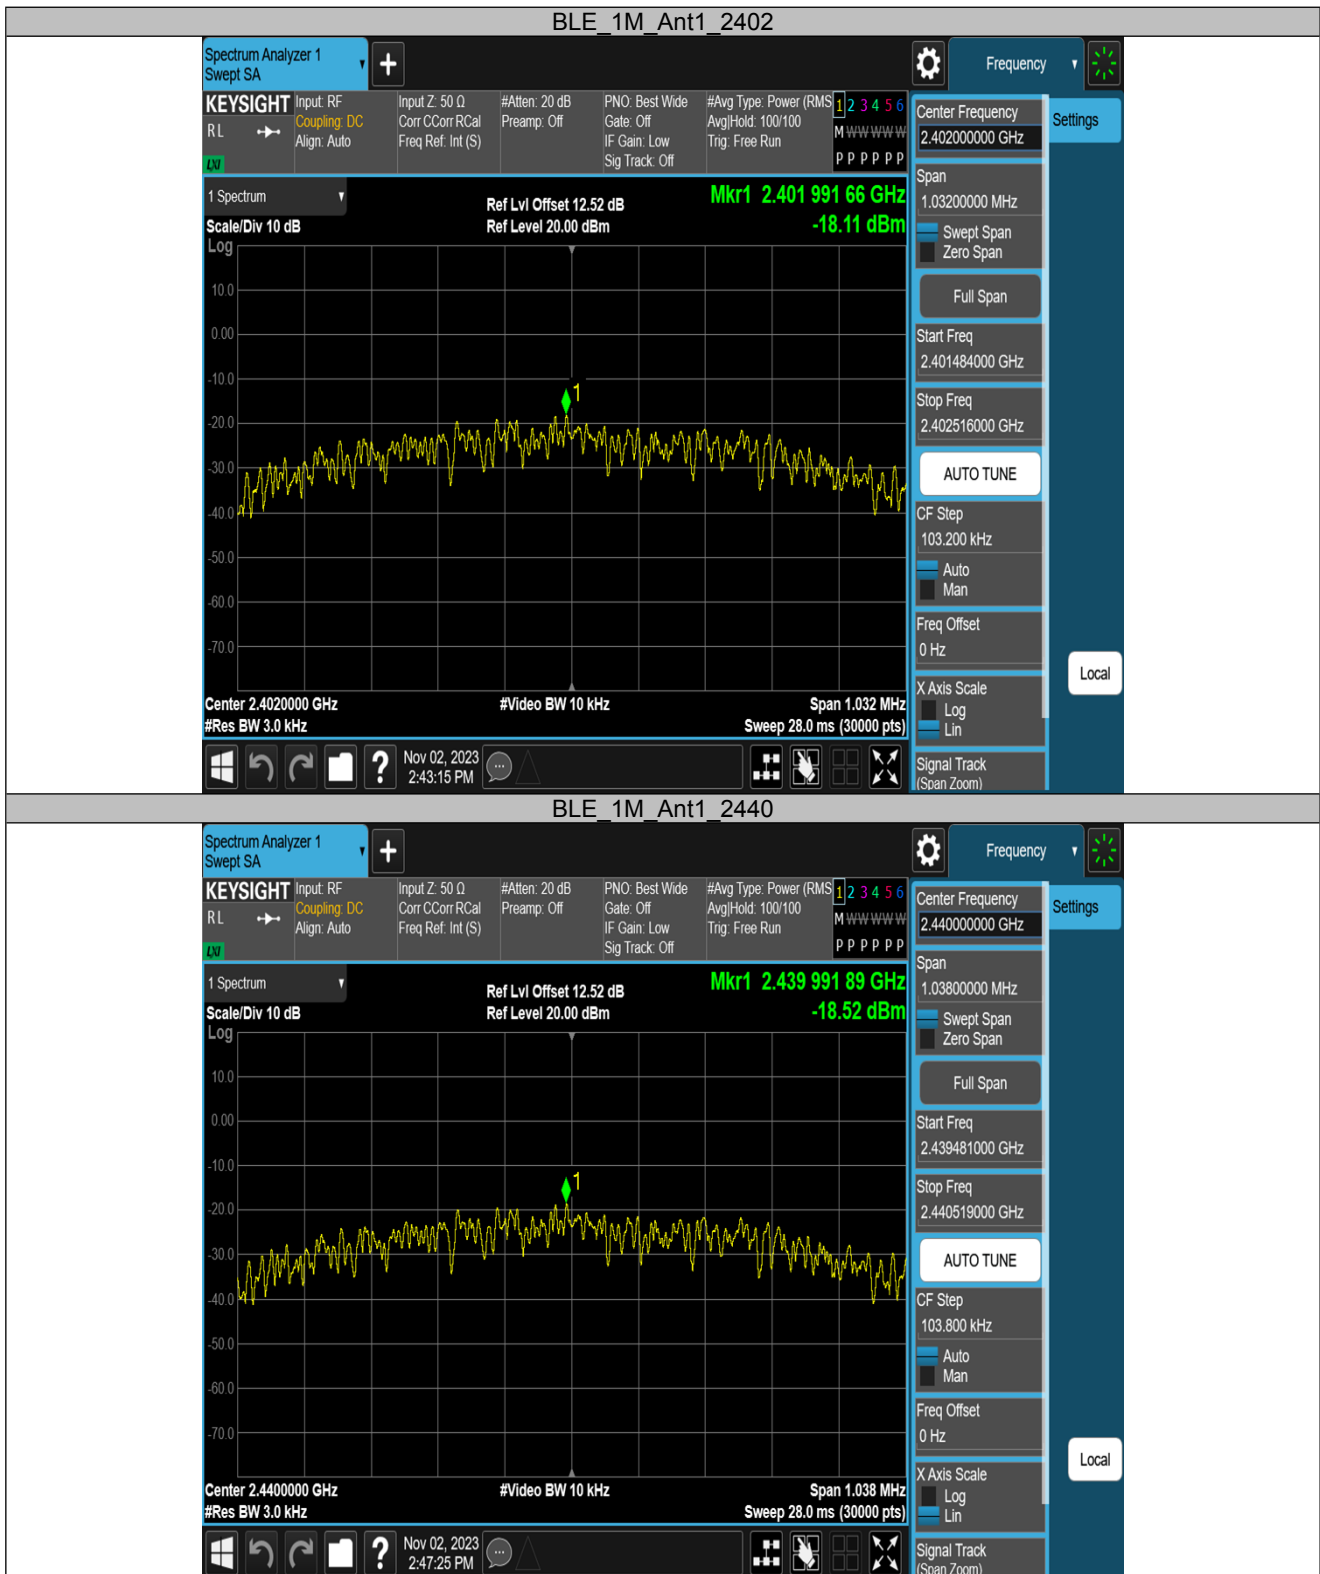 BLE_1M_Ant1_2402
Spectrum Analyzer 1
Swept SA
Frequency
KEYSIGHT
R L
LXI
Input: RF
Coupling: DC
Align: Auto
Input Z: 50 Ω
Corr CCorr RCal
Freq Ref: Int (S)
#Atten: 20 dB
Preamp: Off
PNO: Best Wide
Gate: Off
IF Gain: Low
Sig Track: Off
#Avg Type: Power (RMS
Avg|Hold: 100/100
Trig: Free Run
1 2 3 4 5 6
M W W W W W
P P P P P P
1 Spectrum
Scale/Div 10 dB
Log
Ref Lvl Offset 12.52 dB
Ref Level 20.00 dBm
Mkr1 2.401 991 66 GHz
-18.11 dBm
10.0
0.00
-10.0
1
-20.0
-30.0
-40.0
-50.0
-60.0
-70.0
Center 2.4020000 GHz
#Res BW 3.0 kHz
#Video BW 10 kHz
Span 1.032 MHz
Sweep 28.0 ms (30000 pts)
?
Nov 02, 2023
2:43:15 PM
Center Frequency
2.402000000 GHz
Settings
Span
1.03200000 MHz
Swept Span
Zero Span
Full Span
Start Freq
2.401484000 GHz
Stop Freq
2.402516000 GHz
AUTO TUNE
CF Step
103.200 kHz
Auto
Man
Freq Offset
0 Hz
X Axis Scale
Log
Lin
Local
Signal Track
(Span Zoom)
BLE_1M_Ant1_2440
Spectrum Analyzer 1
Swept SA
Frequency
KEYSIGHT
R L
LXI
Input: RF
Coupling: DC
Align: Auto
Input Z: 50 Ω
Corr CCorr RCal
Freq Ref: Int (S)
#Atten: 20 dB
Preamp: Off
PNO: Best Wide
Gate: Off
IF Gain: Low
Sig Track: Off
#Avg Type: Power (RMS
Avg|Hold: 100/100
Trig: Free Run
1 2 3 4 5 6
M W W W W W
P P P P P P
1 Spectrum
Scale/Div 10 dB
Log
Ref Lvl Offset 12.52 dB
Ref Level 20.00 dBm
Mkr1 2.439 991 89 GHz
-18.52 dBm
10.0
0.00
-10.0
1
-20.0
-30.0
-40.0
-50.0
-60.0
-70.0
Center 2.4400000 GHz
#Res BW 3.0 kHz
#Video BW 10 kHz
Span 1.038 MHz
Sweep 28.0 ms (30000 pts)
?
Nov 02, 2023
2:47:25 PM
Center Frequency
2.440000000 GHz
Settings
Span
1.03800000 MHz
Swept Span
Zero Span
Full Span
Start Freq
2.439481000 GHz
Stop Freq
2.440519000 GHz
AUTO TUNE
CF Step
103.800 kHz
Auto
Man
Freq Offset
0 Hz
X Axis Scale
Log
Lin
Local
Signal Track
(Span Zoom)